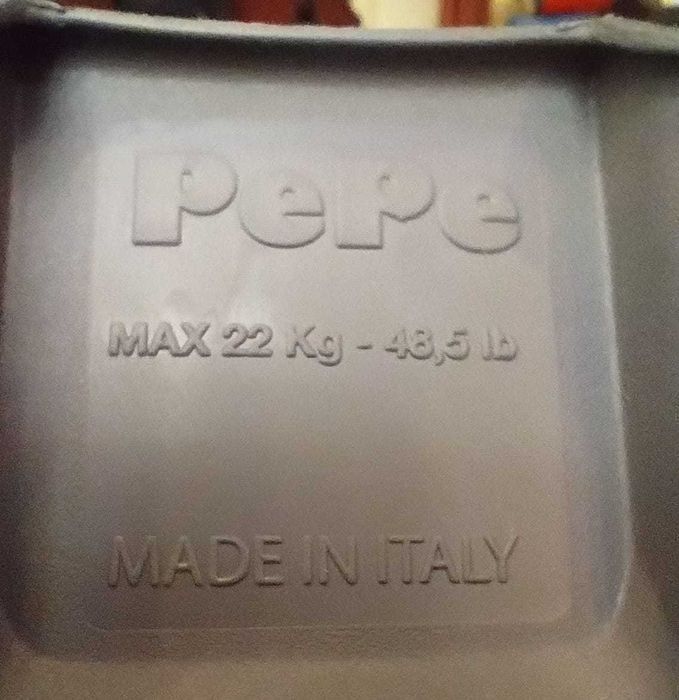 PePe
MAX 22 Kg - 48,5 lb
MADE IN ITALY